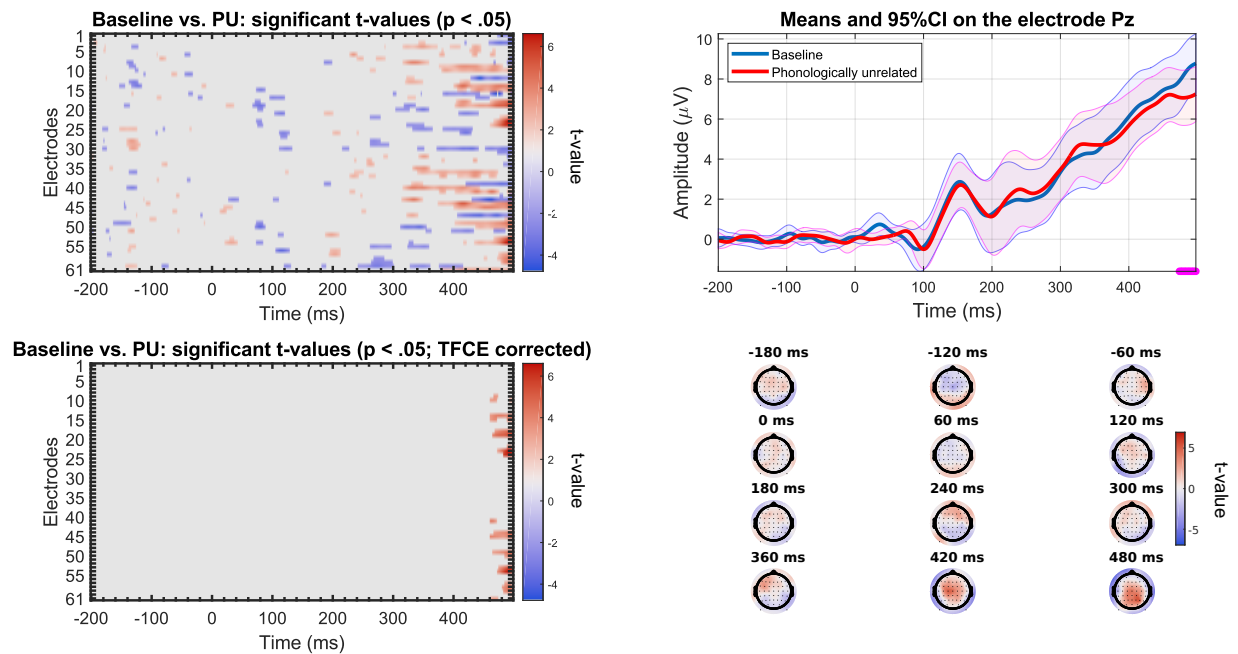 Baseline vs. PU: significant t-values (p < .05)
Electrodes
1
5
10
15
20
25
30
35
40
45
50
55
61
-200 -100 0 100 200 300 400
Time (ms)
6
4
2
0
-2
-4
t-value
Means and 95%CI on the electrode Pz
Amplitude (μV)
10
8
6
4
2
0
Baseline
Phonologically unrelated
-200 -100 0 100 200 300 400
Time (ms)
Baseline vs. PU: significant t-values (p < .05; TFCE corrected)
Electrodes
1
5
10
15
20
25
30
35
40
45
50
55
61
-200 -100 0 100 200 300 400
Time (ms)
6
4
2
0
-2
-4
t-value
-180 ms -120 ms -60 ms
0 ms 60 ms 120 ms
180 ms 240 ms 300 ms
360 ms 420 ms 480 ms
5
0
-5
t-value